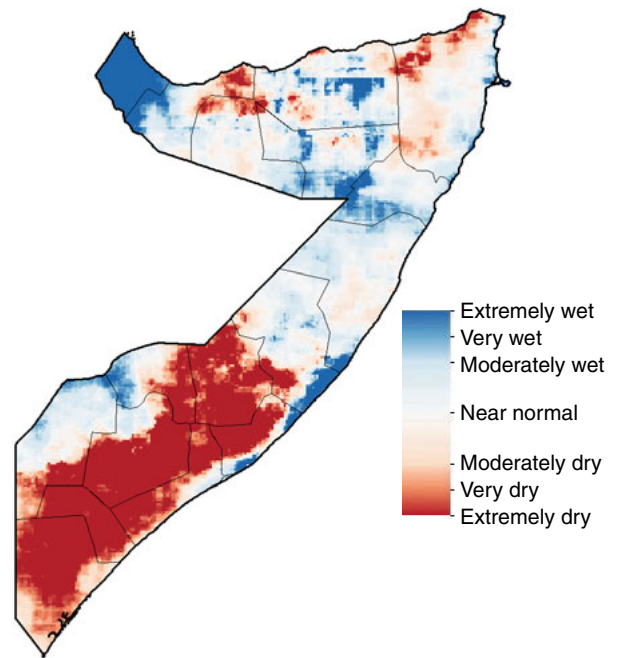 Extremely wet
Very wet
Moderately wet
Near normal
Moderately dry
Very dry
Extremely dry